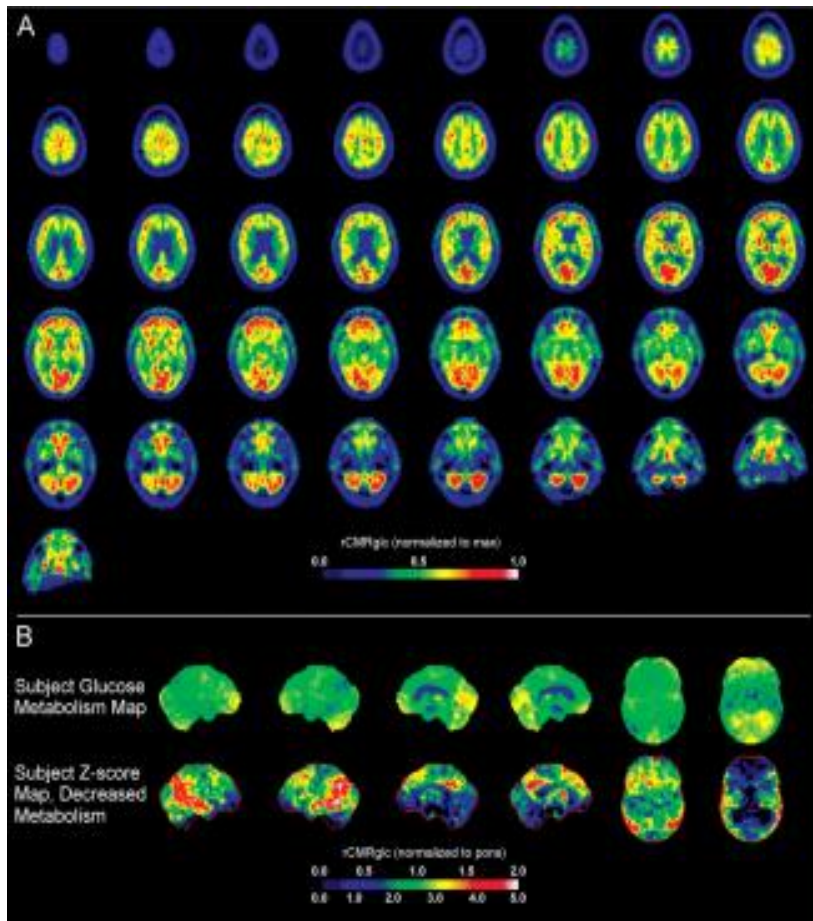 A
rCMRglc (normalized to max)
0.0 0.5 1.0
B
Subject Glucose
Metabolism Map
Subject Z-score
Map, Decreased
Metabolism
rCMRglc (normalized to pons)
0.0 0.5 1.0 1.5 2.0
0.0 1.0 2.0 3.0 4.0 5.0